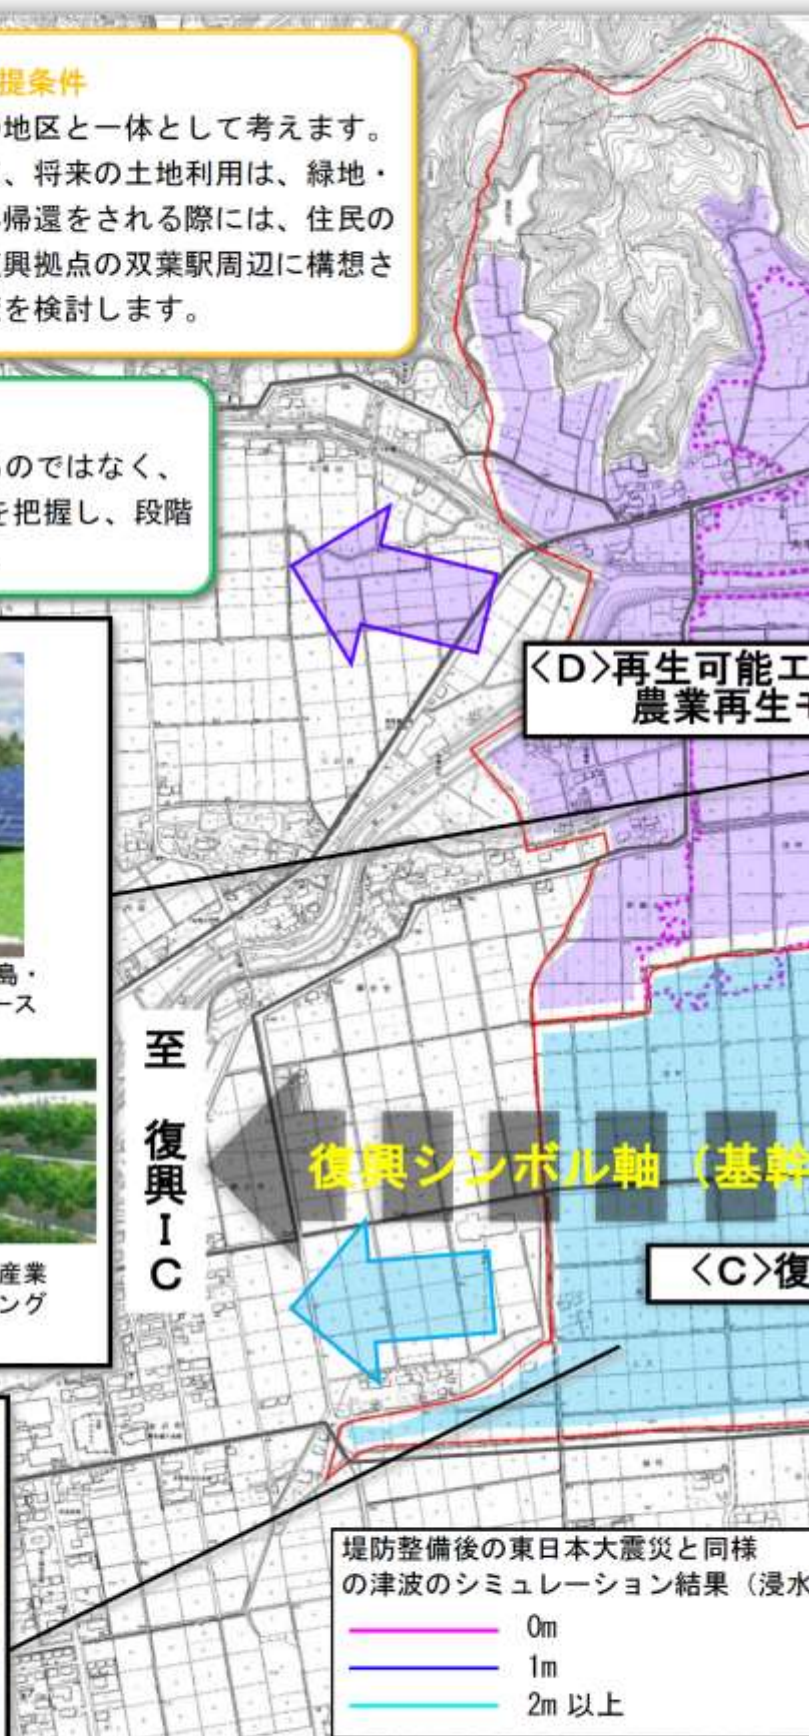 提条件
地区と一体として考えます。
、将来の土地利用は、緑地・
帰還をされる際には、住民の
興拠点の双葉駅周辺に構想さ
を検討します。
のではなく、
を把握し、段階
<D>再生可能エ
農業再生モ
島・
ース
産業
ング
至 復興IC
復興シンボル軸（基幹
<C>復
堤防整備後の東日本大震災と同様
の津波のシミュレーション結果（浸水
0m
1m
2m 以上